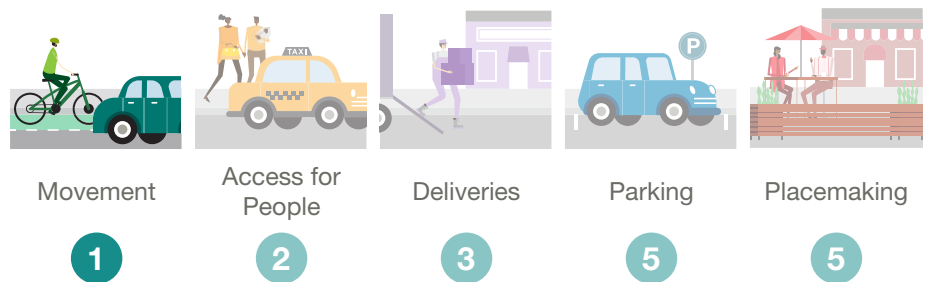 TAXI
P
Movement
Access for
People
Deliveries
Parking
Placemaking
1
2
3
5
5